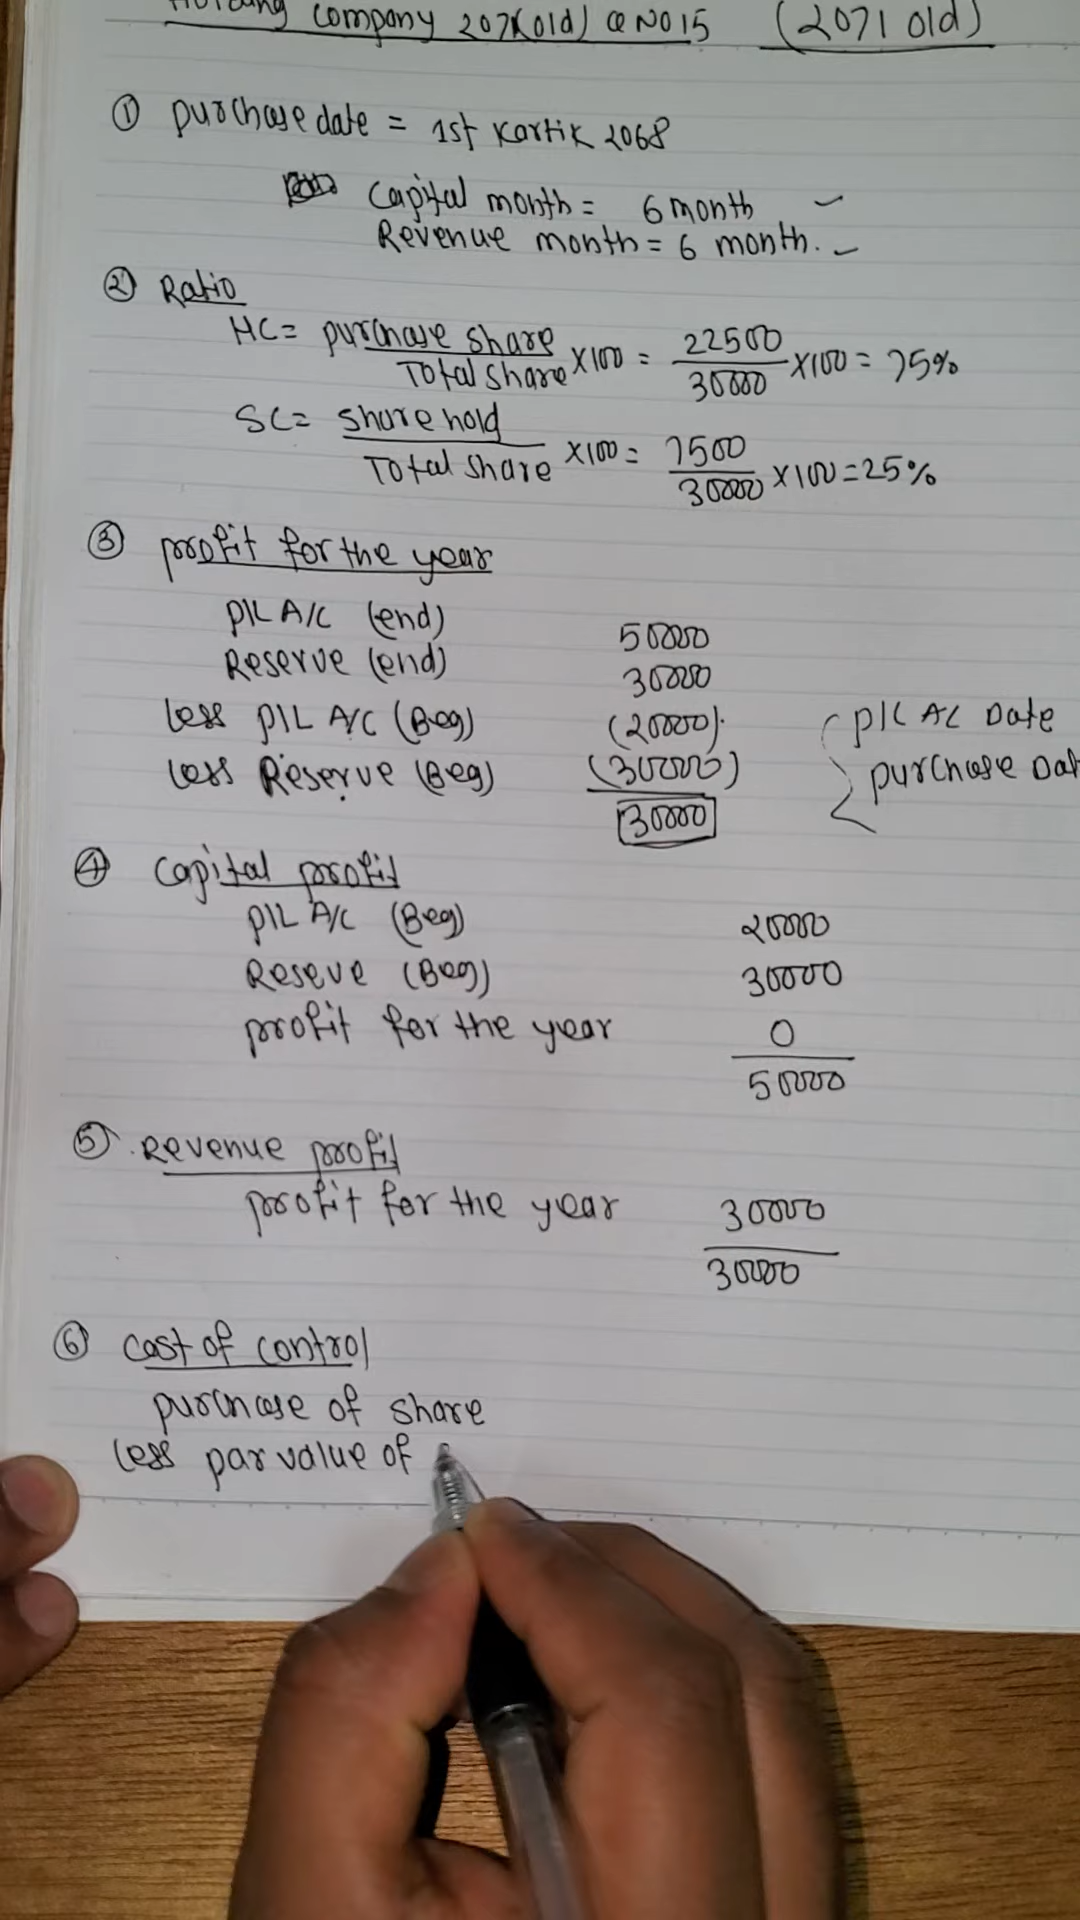 Holding Company 2071(old) Q NO 15 (2071 old)
① purchase date = 1st Kartik 2068
Capital month = 6 month
Revenue month = 6 month.
② Ratio
HC = purchase share / Total share × 100 = 22500 / 30000 × 100 = 75%
SC = share hold / Total share × 100 = 7500 / 30000 × 100 = 25%
③ profit for the year
P/L A/C (end) 50000
Reserve (end) 30000
Less P/L A/C (Beg) (20000)
Less Reserve (Beg) (30000)
30000
P/L AC Date
purchase Dat
④ Capital profit
P/L A/C (Beg) 20000
Reseve (Beg) 30000
profit for the year 0
50000
⑤ Revenue profit
profit for the year 30000
30000
⑥ Cost of control
purchase of share
Less par value of